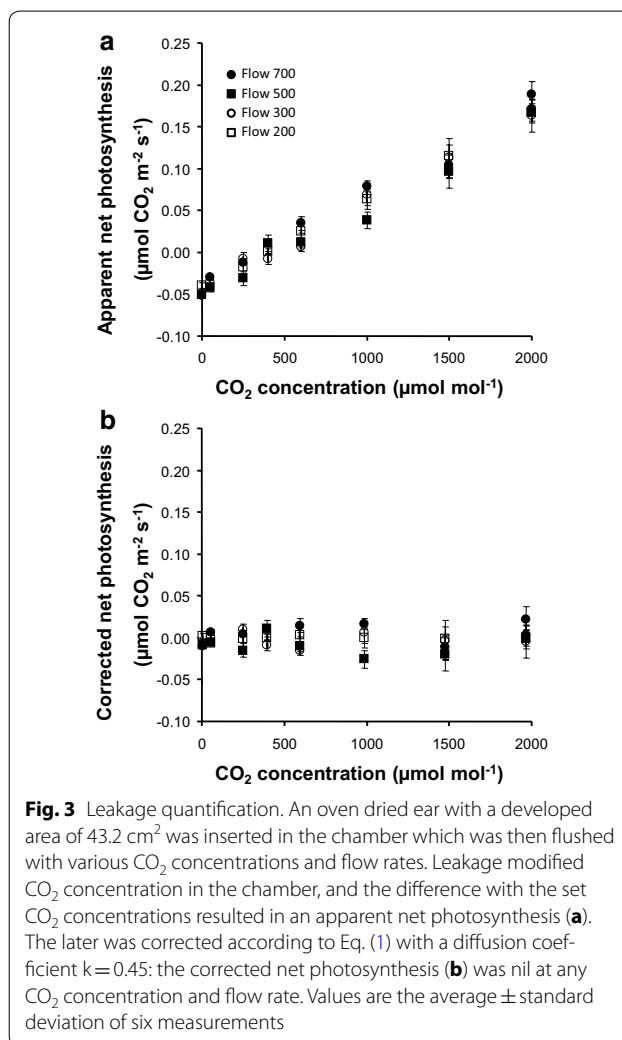 a
Apparent net photosynthesis
(µmol CO2 m-2 s-1)
0.25
0.20
0.15
0.10
0.05
0.00
-0.05
-0.10
Flow 700
Flow 500
Flow 300
Flow 200
0 500 1000 1500 2000
CO2 concentration (µmol mol-1)
b
Corrected net photosynthesis
(µmol CO2 m-2 s-1)
0.25
0.20
0.15
0.10
0.05
0.00
-0.05
-0.10
0 500 1000 1500 2000
CO2 concentration (µmol mol-1)
Fig. 3 Leakage quantification. An oven dried ear with a developed
area of 43.2 cm2 was inserted in the chamber which was then flushed
with various CO2 concentrations and flow rates. Leakage modified
CO2 concentration in the chamber, and the difference with the set
CO2 concentrations resulted in an apparent net photosynthesis (a).
The later was corrected according to Eq. (1) with a diffusion coef-
ficient k = 0.45: the corrected net photosynthesis (b) was nil at any
CO2 concentration and flow rate. Values are the average ± standard
deviation of six measurements